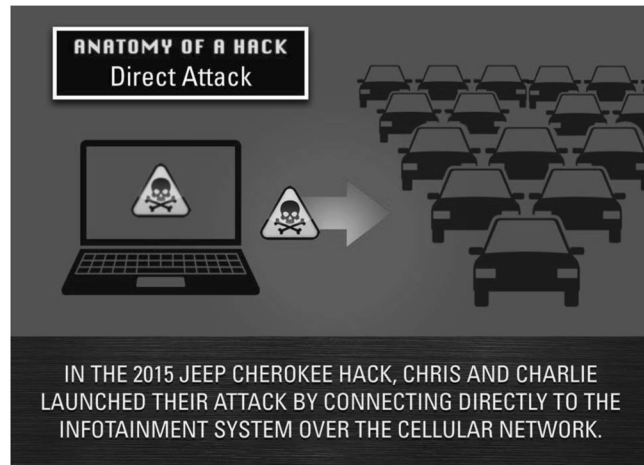 ANATOMY OF A HACK
Direct Attack
IN THE 2015 JEEP CHEROKEE HACK, CHRIS AND CHARLIE
LAUNCHED THEIR ATTACK BY CONNECTING DIRECTLY TO THE
INFOTAINMENT SYSTEM OVER THE CELLULAR NETWORK.